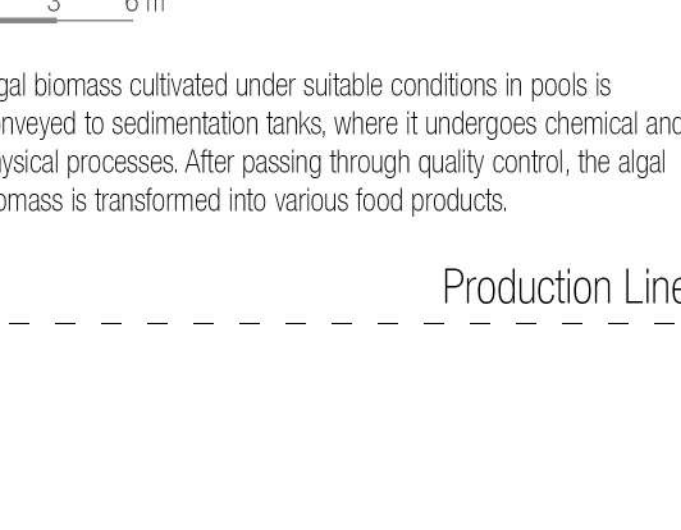 3 6 m
gal biomass cultivated under suitable conditions in pools is
nveyed to sedimentation tanks, where it undergoes chemical and
ysical processes. After passing through quality control, the algal
omass is transformed into various food products.
Production Line